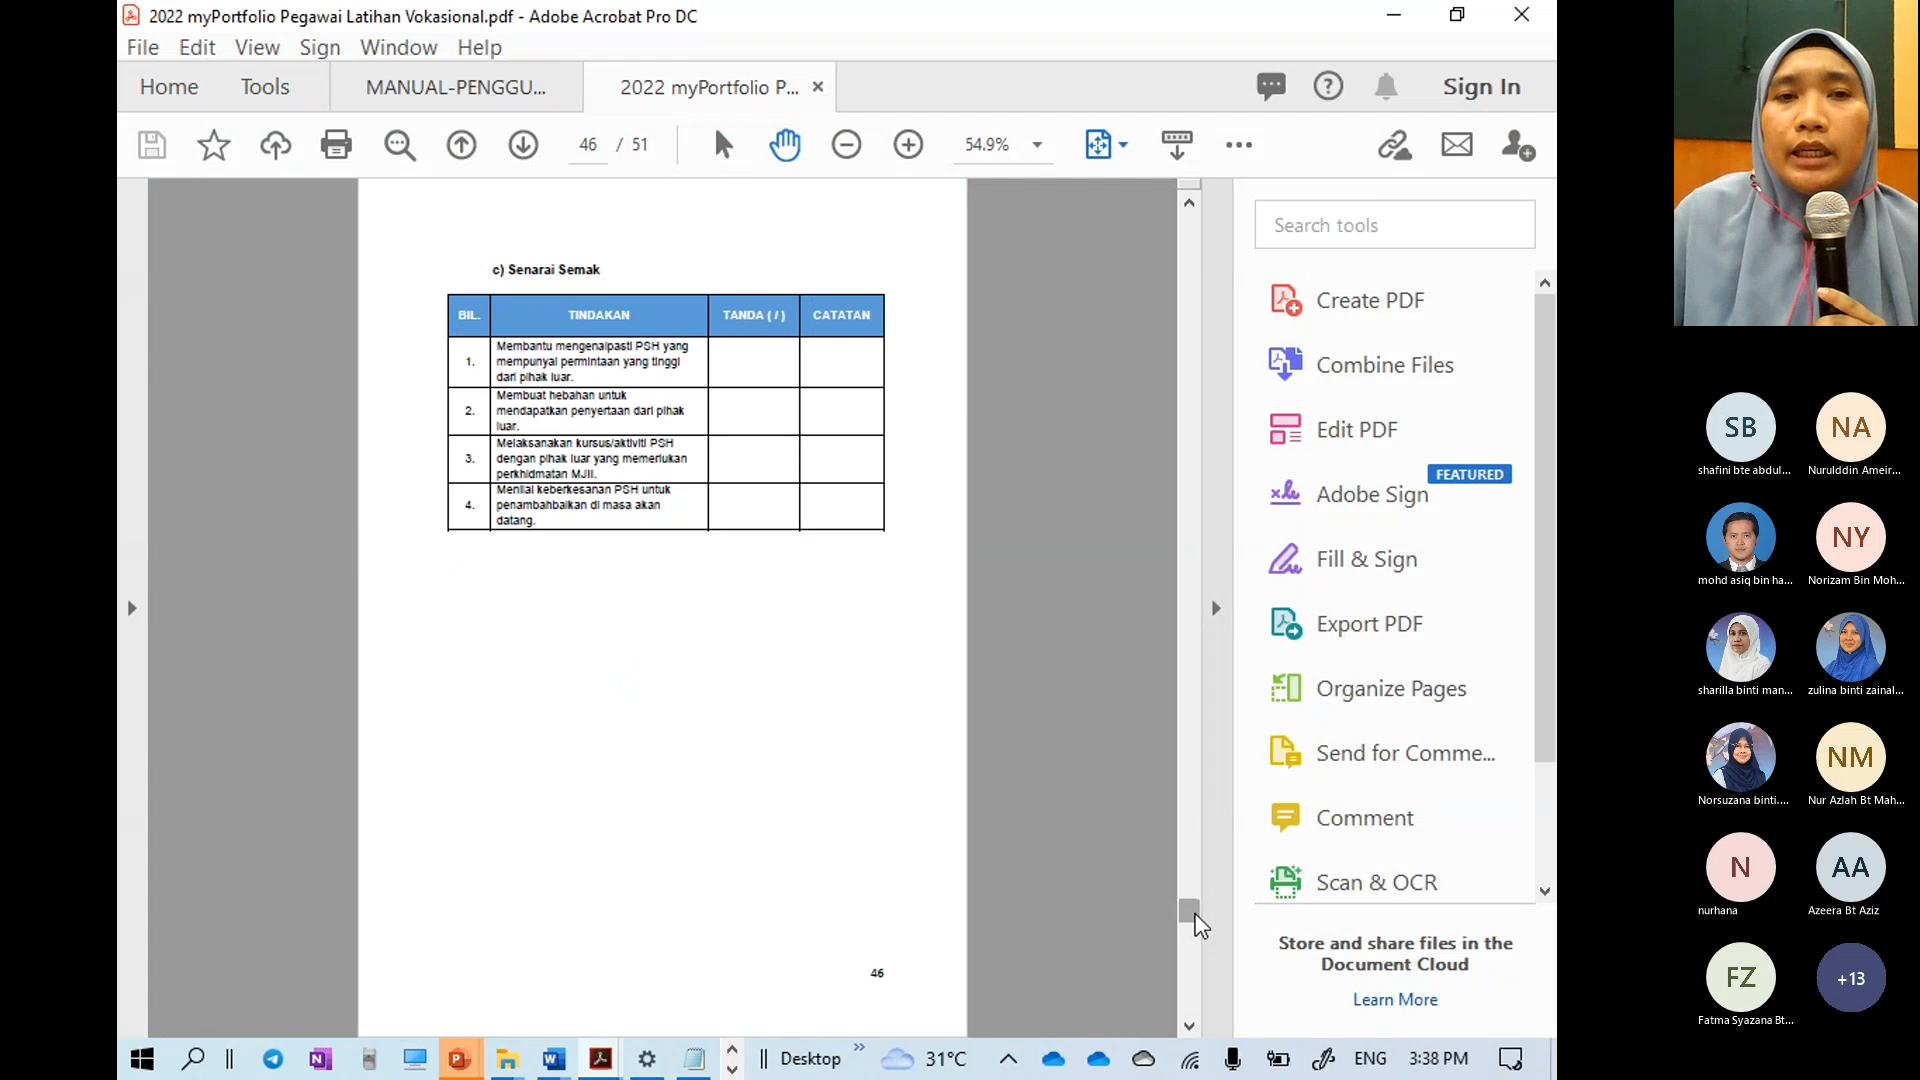 2022 myPortfolio Pegawai Latihan Vokasional.pdf - Adobe Acrobat Pro DC
File Edit View Sign Window Help
Home Tools MANUAL-PENGGU... 2022 myPortfolio P... Sign In
46 / 51 54.9%
c) Senarai Semak
BIL. TINDAKAN TANDA ( / ) CATATAN
1. Membantu mengenalpasti PSH yang
mempunyai permintaan yang tinggi
dari pihak luar.
2. Membuat hebahan untuk
mendapatkan penyertaan dari pihak
luar.
3. Melaksanakan kursus/aktiviti PSH
dengan pihak luar yang memerlukan
perkhidmatan MJII.
4. Menilai keberkesanan PSH untuk
penambahbaikan di masa akan
datang.
46
Search tools
Create PDF
Combine Files
Edit PDF
FEATURED
Adobe Sign
Fill & Sign
Export PDF
Organize Pages
Send for Comme...
Comment
Scan & OCR
Store and share files in the
Document Cloud
Learn More
SB NA
shafini bte abdul... Nurulddin Ameir...
NY
mohd asiq bin ha... Norizam Bin Moh...
sharilla binti man... zulina binti zainal...
NM
Norsuzana binti.... Nur Azlah Bt Mah...
N AA
nurhana Azeera Bt Aziz
FZ +13
Fatma Syazana Bt...
Desktop 31°C ENG 3:38 PM